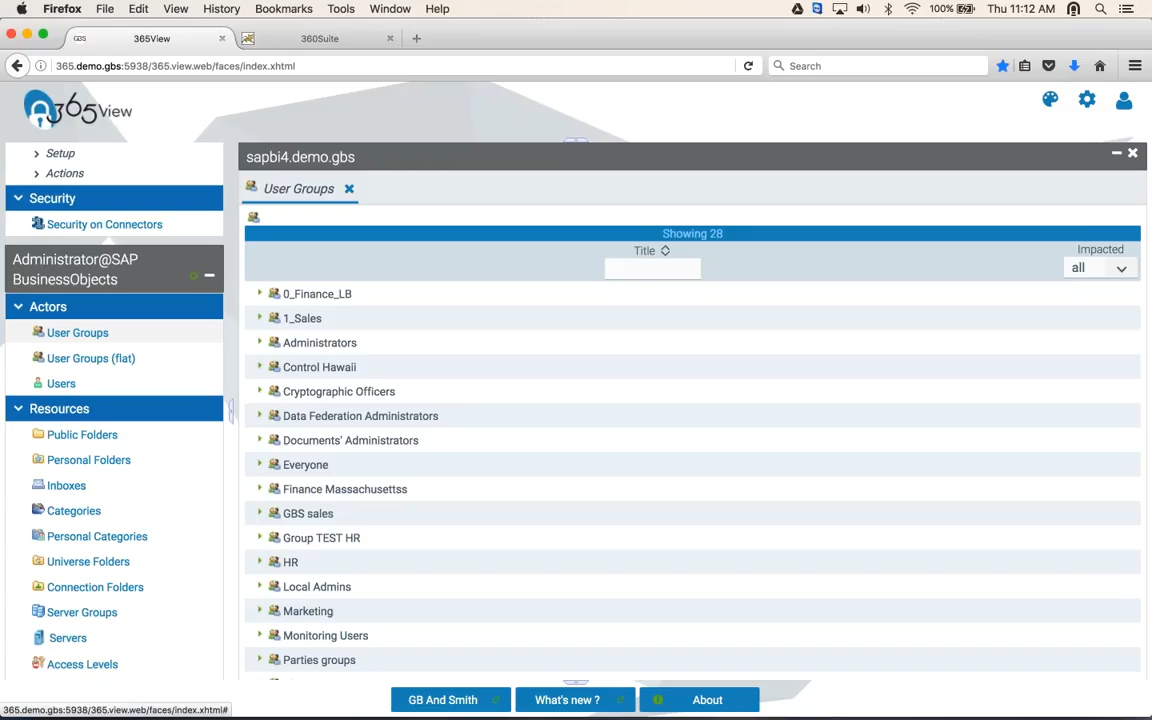 Firefox File Edit View History Bookmarks Tools Window Help 100% Thu 11:12 AM
GBS 365View 360Suite
365.demo.gbs:5938/365.view.web/faces/index.xhtml Search
365View
Setup
Actions
Security
Security on Connectors
Administrator@SAP
BusinessObjects
Actors
User Groups
User Groups (flat)
Users
Resources
Public Folders
Personal Folders
Inboxes
Categories
Personal Categories
Universe Folders
Connection Folders
Server Groups
Servers
Access Levels
sapbi4.demo.gbs
User Groups
Showing 28
Title Impacted
all
0_Finance_LB
1_Sales
Administrators
Control Hawaii
Cryptographic Officers
Data Federation Administrators
Documents' Administrators
Everyone
Finance Massachusettss
GBS sales
Group TEST HR
HR
Local Admins
Marketing
Monitoring Users
Parties groups
GB And Smith What's new ? About
365.demo.gbs:5938/365.view.web/faces/index.xhtml#